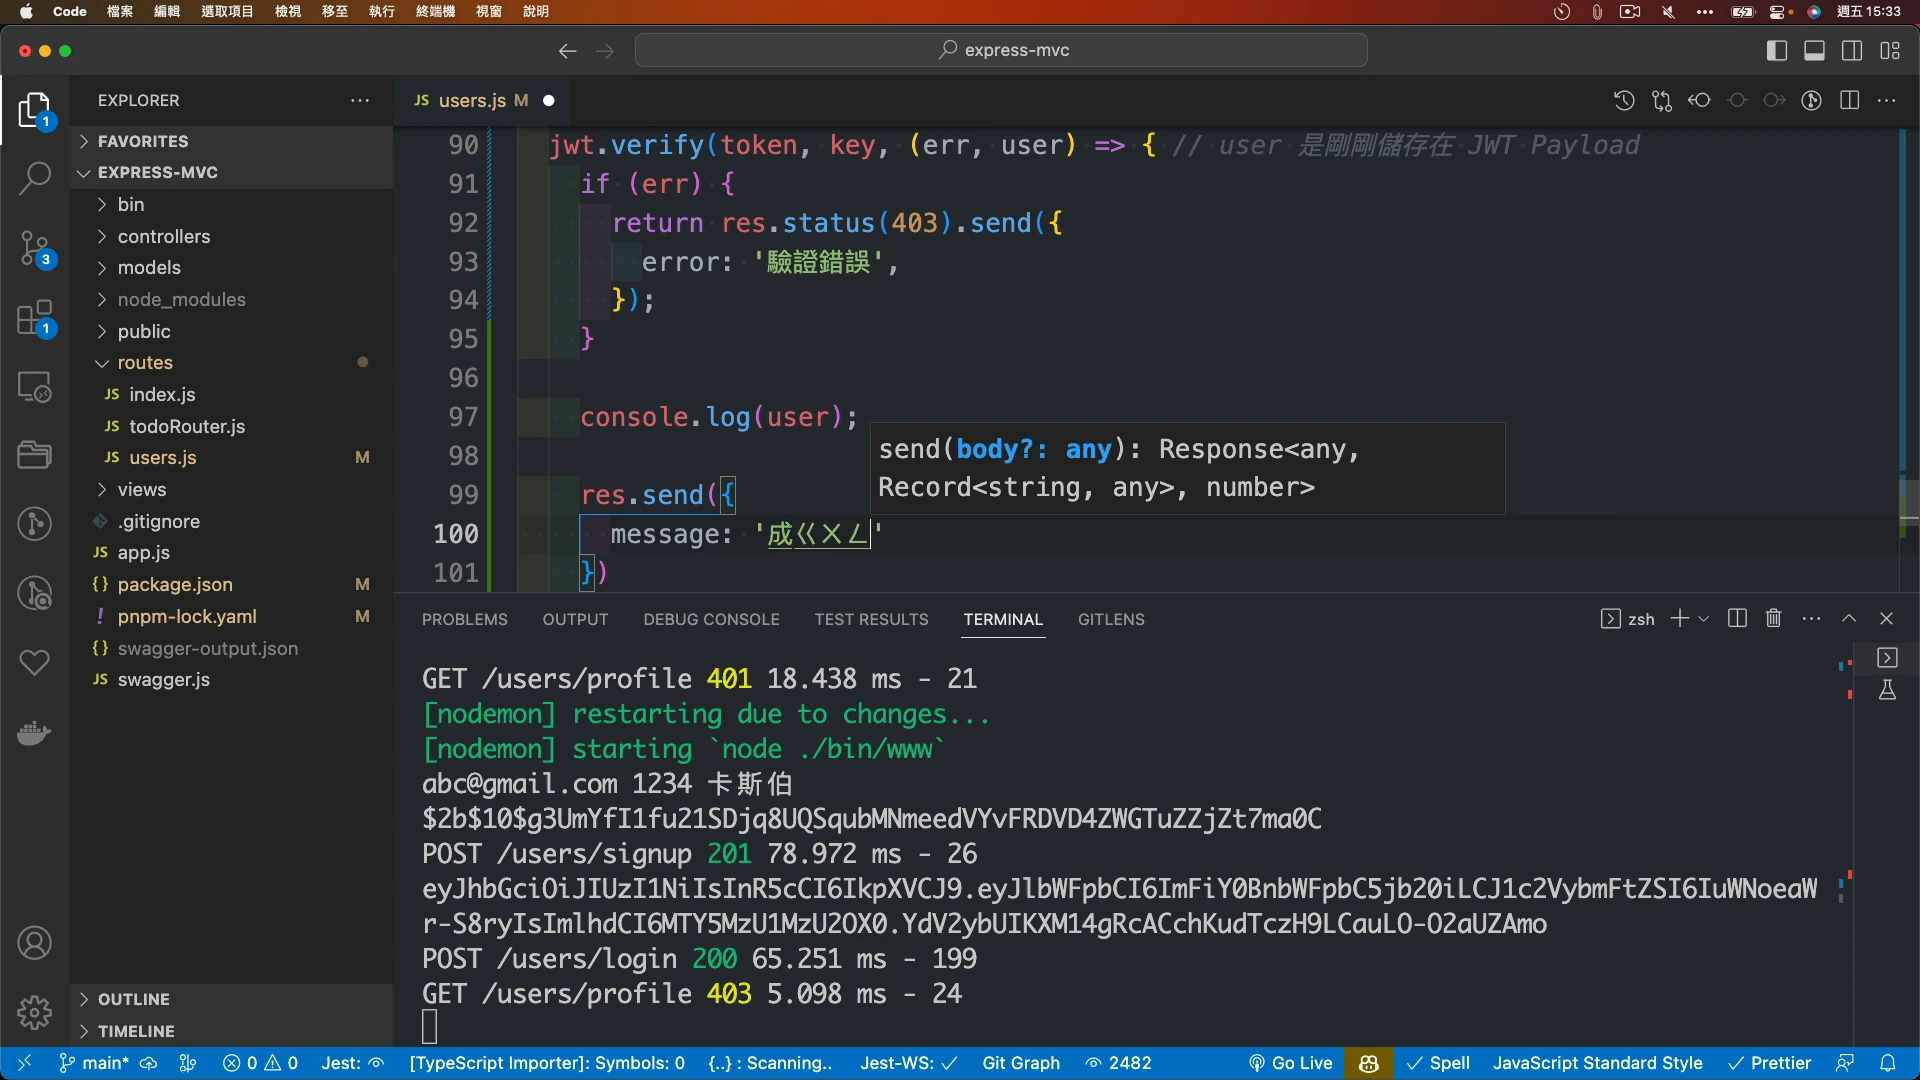 Code 檔案 編輯 選取項目 檢視 移至 執行 終端機 視窗 說明 週五15:33
express-mvc
EXPLORER
FAVORITES
EXPRESS-MVC
bin
controllers
models
node_modules
public
routes
JS index.js
JS todoRouter.js
JS users.js M
views
.gitignore
JS app.js
{} package.json M
! pnpm-lock.yaml M
{} swagger-output.json
JS swagger.js
OUTLINE
TIMELINE
1
3
1
JS users.js M
90 jwt.verify(token, key, (err, user) => { // user 是剛剛儲存在 JWT Payload
91 if (err) {
92 return res.status(403).send({
93 error: '驗證錯誤',
94 });
95 }
96
97 console.log(user);
98
99 res.send({
100 message: '成ㄍㄨㄥ'
101 })
send(body?: any): Response<any,
Record<string, any>, number>
PROBLEMS OUTPUT DEBUG CONSOLE TEST RESULTS TERMINAL GITLENS zsh
GET /users/profile 401 18.438 ms - 21
[nodemon] restarting due to changes...
[nodemon] starting `node ./bin/www`
abc@gmail.com 1234 卡斯伯
$2b$10$g3UmYfI1fu21SDjq8UQSqubMNmeedVYvFRDVD4ZWGTuZZjZt7ma0C
POST /users/signup 201 78.972 ms - 26
eyJhbGciOiJIUzI1NiIsInR5cCI6IkpXVCJ9.eyJlbWFpbCI6ImFiY0BnbWFpbC5jb20iLCJ1c2VybmFtZSI6IuWNoeaW
r-S8ryIsImlhdCI6MTY5MzU1MzU2OX0.YdV2ybUIKXM14gRcACchKudTczH9LCauLO-O2aUZAmo
POST /users/login 200 65.251 ms - 199
GET /users/profile 403 5.098 ms - 24
main* 0 0 Jest: [TypeScript Importer]: Symbols: 0 {..} : Scanning.. Jest-WS: Git Graph 2482 Go Live Spell JavaScript Standard Style Prettier